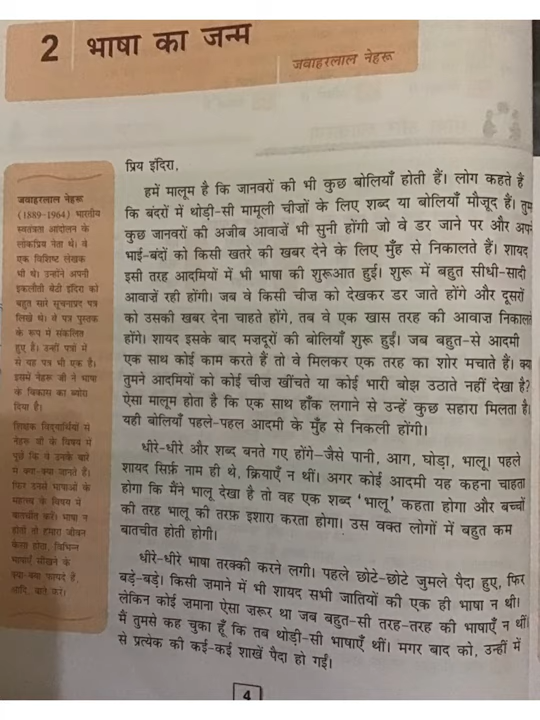 2 भाषा का जन्म
जवाहरलाल नेहरू
जवाहरलाल नेहरू
(1889-1964) भारतीय
स्वतंत्रता आंदोलन के
लोकप्रिय नेता थे। वे
एक विशिष्ट लेखक
भी थे। उन्होंने अपनी
इकलौती बेटी इंदिरा को
बहुत सारे सूचनाप्रद पत्र
लिखे थे। वे पत्र पुस्तक
के रूप में संकलित
हुए हैं। उन्हीं पत्रों में
से यह पत्र भी एक है।
इसमें नेहरू जी ने भाषा
के विकास का ब्योरा
दिया है।
शिक्षक विद्यार्थियों से
नेहरू जी के विषय में
पूछें कि वे उनके बारे
में क्या-क्या जानते हैं।
फिर उनसे भाषाओं के
महत्त्व के विषय में
बातचीत करें। भाषा न
होती तो हमारा जीवन
कैसा होता, विभिन्न
भाषाएँ सीखने के
क्या-क्या फायदे हैं,
आदि, बातें करें।
प्रिय इंदिरा,
हमें मालूम है कि जानवरों की भी कुछ बोलियाँ होती हैं। लोग कहते हैं
कि बंदरों में थोड़ी-सी मामूली चीज़ों के लिए शब्द या बोलियाँ मौजूद हैं। तुम
कुछ जानवरों की अजीब आवाज़ें भी सुनी होंगी जो वे डर जाने पर और अप
भाई-बंदों को किसी खतरे की खबर देने के लिए मुँह से निकालते हैं। शायद
इसी तरह आदमियों में भी भाषा की शुरूआत हुई। शुरू में बहुत सीधी-सादी
आवाज़ें रही होंगी। जब वे किसी चीज़ को देखकर डर जाते होंगे और दूसरों
को उसकी खबर देना चाहते होंगे, तब वे एक खास तरह की आवाज़ निकालत
होंगे। शायद इसके बाद मजदूरों की बोलियाँ शुरू हुईं। जब बहुत-से आदमी
एक साथ कोई काम करते हैं तो वे मिलकर एक तरह का शोर मचाते हैं। क्य
तुमने आदमियों को कोई चीज़ खींचते या कोई भारी बोझ उठाते नहीं देखा है?
ऐसा मालूम होता है कि एक साथ हाँक लगाने से उन्हें कुछ सहारा मिलता है।
यही बोलियाँ पहले-पहल आदमी के मुँह से निकली होंगी।
धीरे-धीरे और शब्द बनते गए होंगे–जैसे पानी, आग, घोड़ा, भालू। पहले
शायद सिर्फ़ नाम ही थे, क्रियाएँ न थीं। अगर कोई आदमी यह कहना चाहता
होगा कि मैंने भालू देखा है तो वह एक शब्द ‘भालू’ कहता होगा और बच्चों
की तरह भालू की तरफ़ इशारा करता होगा। उस वक्त लोगों में बहुत कम
बातचीत होती होगी।
धीरे-धीरे भाषा तरक्की करने लगी। पहले छोटे-छोटे जुमले पैदा हुए, फिर
बड़े-बड़े। किसी ज़माने में भी शायद सभी जातियों की एक ही भाषा न थी।
लेकिन कोई ज़माना ऐसा ज़रूर था जब बहुत-सी तरह-तरह की भाषाएँ न थीं।
मैं तुमसे कह चुका हूँ कि तब थोड़ी-सी भाषाएँ थीं। मगर बाद को, उन्हीं में
से प्रत्येक की कई-कई शाखें पैदा हो गईं।
4